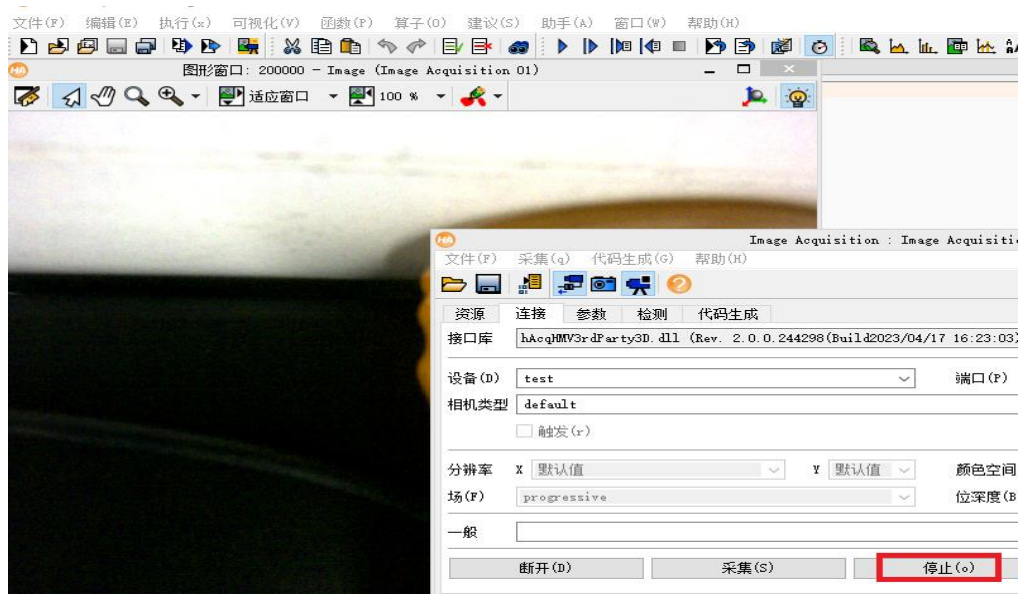 文件(F) 编辑(E) 执行(x) 可视化(V) 函数(P) 算子(O) 建议(S) 助手(A) 窗口(W) 帮助(H)
图形窗口: 200000 - Image (Image Acquisition 01)
适应窗口 100 %
Image Acquisition : Image Acquisiti
文件(F) 采集(q) 代码生成(G) 帮助(H)
资源 连接 参数 检测 代码生成
接口库 hAcqHMV3rdParty3D.dll (Rev. 2.0.0.244298(Build2023/04/17 16:23:03)
设备(D) test 端口(P)
相机类型 default
触发(r)
分辨率 X 默认值 Y 默认值 颜色空间
场(F) progressive 位深度(B
一般
断开(D) 采集(S) 停止(o)